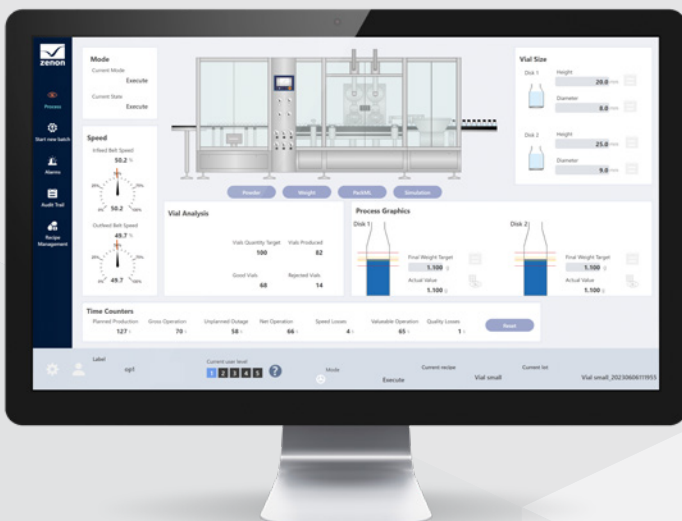 zenon
Process
Start new batch
Alarms
Audit Trail
Recipe
Management
Mode
Current Mode
Execute
Current State
Execute
Speed
Infeed Belt Speed
50.2 %
50.2
Outfeed Belt Speed
49.7 %
49.7
Powder
Weight
PackML
Simulation
Vial Size
Disk 1
Height
20.0 mm
Diameter
8.0 mm
Disk 2
Height
25.0 mm
Diameter
9.0 mm
Vial Analysis
Vials Quantity Target Vials Produced
100 82
Good Vials Rejected Vials
68 14
Process Graphics
Disk 1
Final Weight Target
1.100 g
Actual Value
1.100 g
Disk 2
Final Weight Target
1.100 g
Actual Value
1.100 g
Time Counters
Planned Production Gross Operation Unplanned Outage Net Operation Speed Losses Valueable Operation Quality Losses
127 s 70 s 58 s 66 s 4 s 65 s 1 s
Reset
Label
op1
Current user level
1 2 3 4 5 ?
Mode
Execute
Current recipe
Vial small
Current lot
Vial small_20230606111955